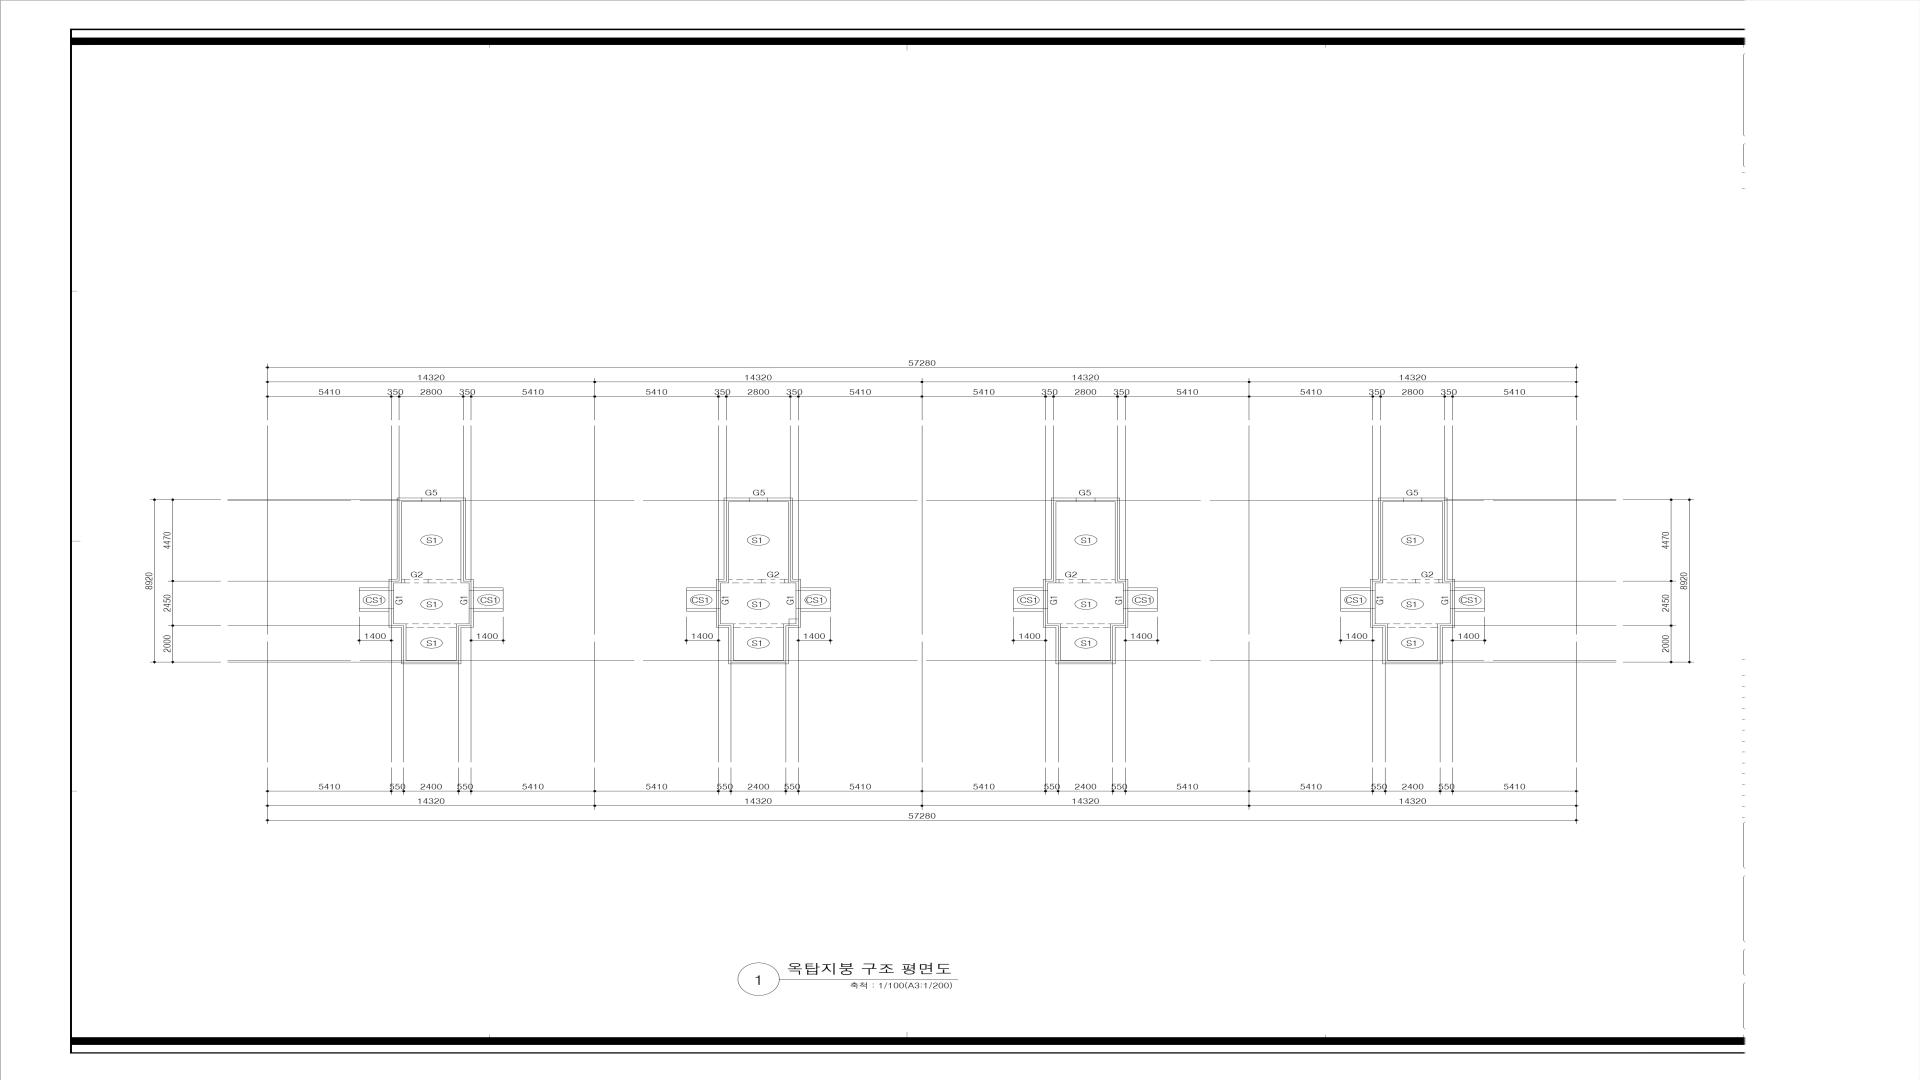 57280
14320 14320 14320 14320
5410 350 2800 350 5410 5410 350 2800 350 5410 5410 350 2800 350 5410 5410 350 2800 350 5410
G5 G5 G5 G5
4470 S1 S1 S1 S1 4470
8920 G2 G2 G2 G2 8920
2450 CS1 G1 S1 G1 CS1 CS1 G1 S1 G1 CS1 CS1 G1 S1 G1 CS1 CS1 G1 S1 G1 CS1 2450
2000 1400 S1 1400 1400 S1 1400 1400 S1 1400 1400 S1 1400 2000
5410 550 2400 550 5410 5410 550 2400 550 5410 5410 550 2400 550 5410 5410 550 2400 550 5410
14320 14320 14320 14320
57280
1 옥탑지붕 구조 평면도
축척 : 1/100(A3:1/200)